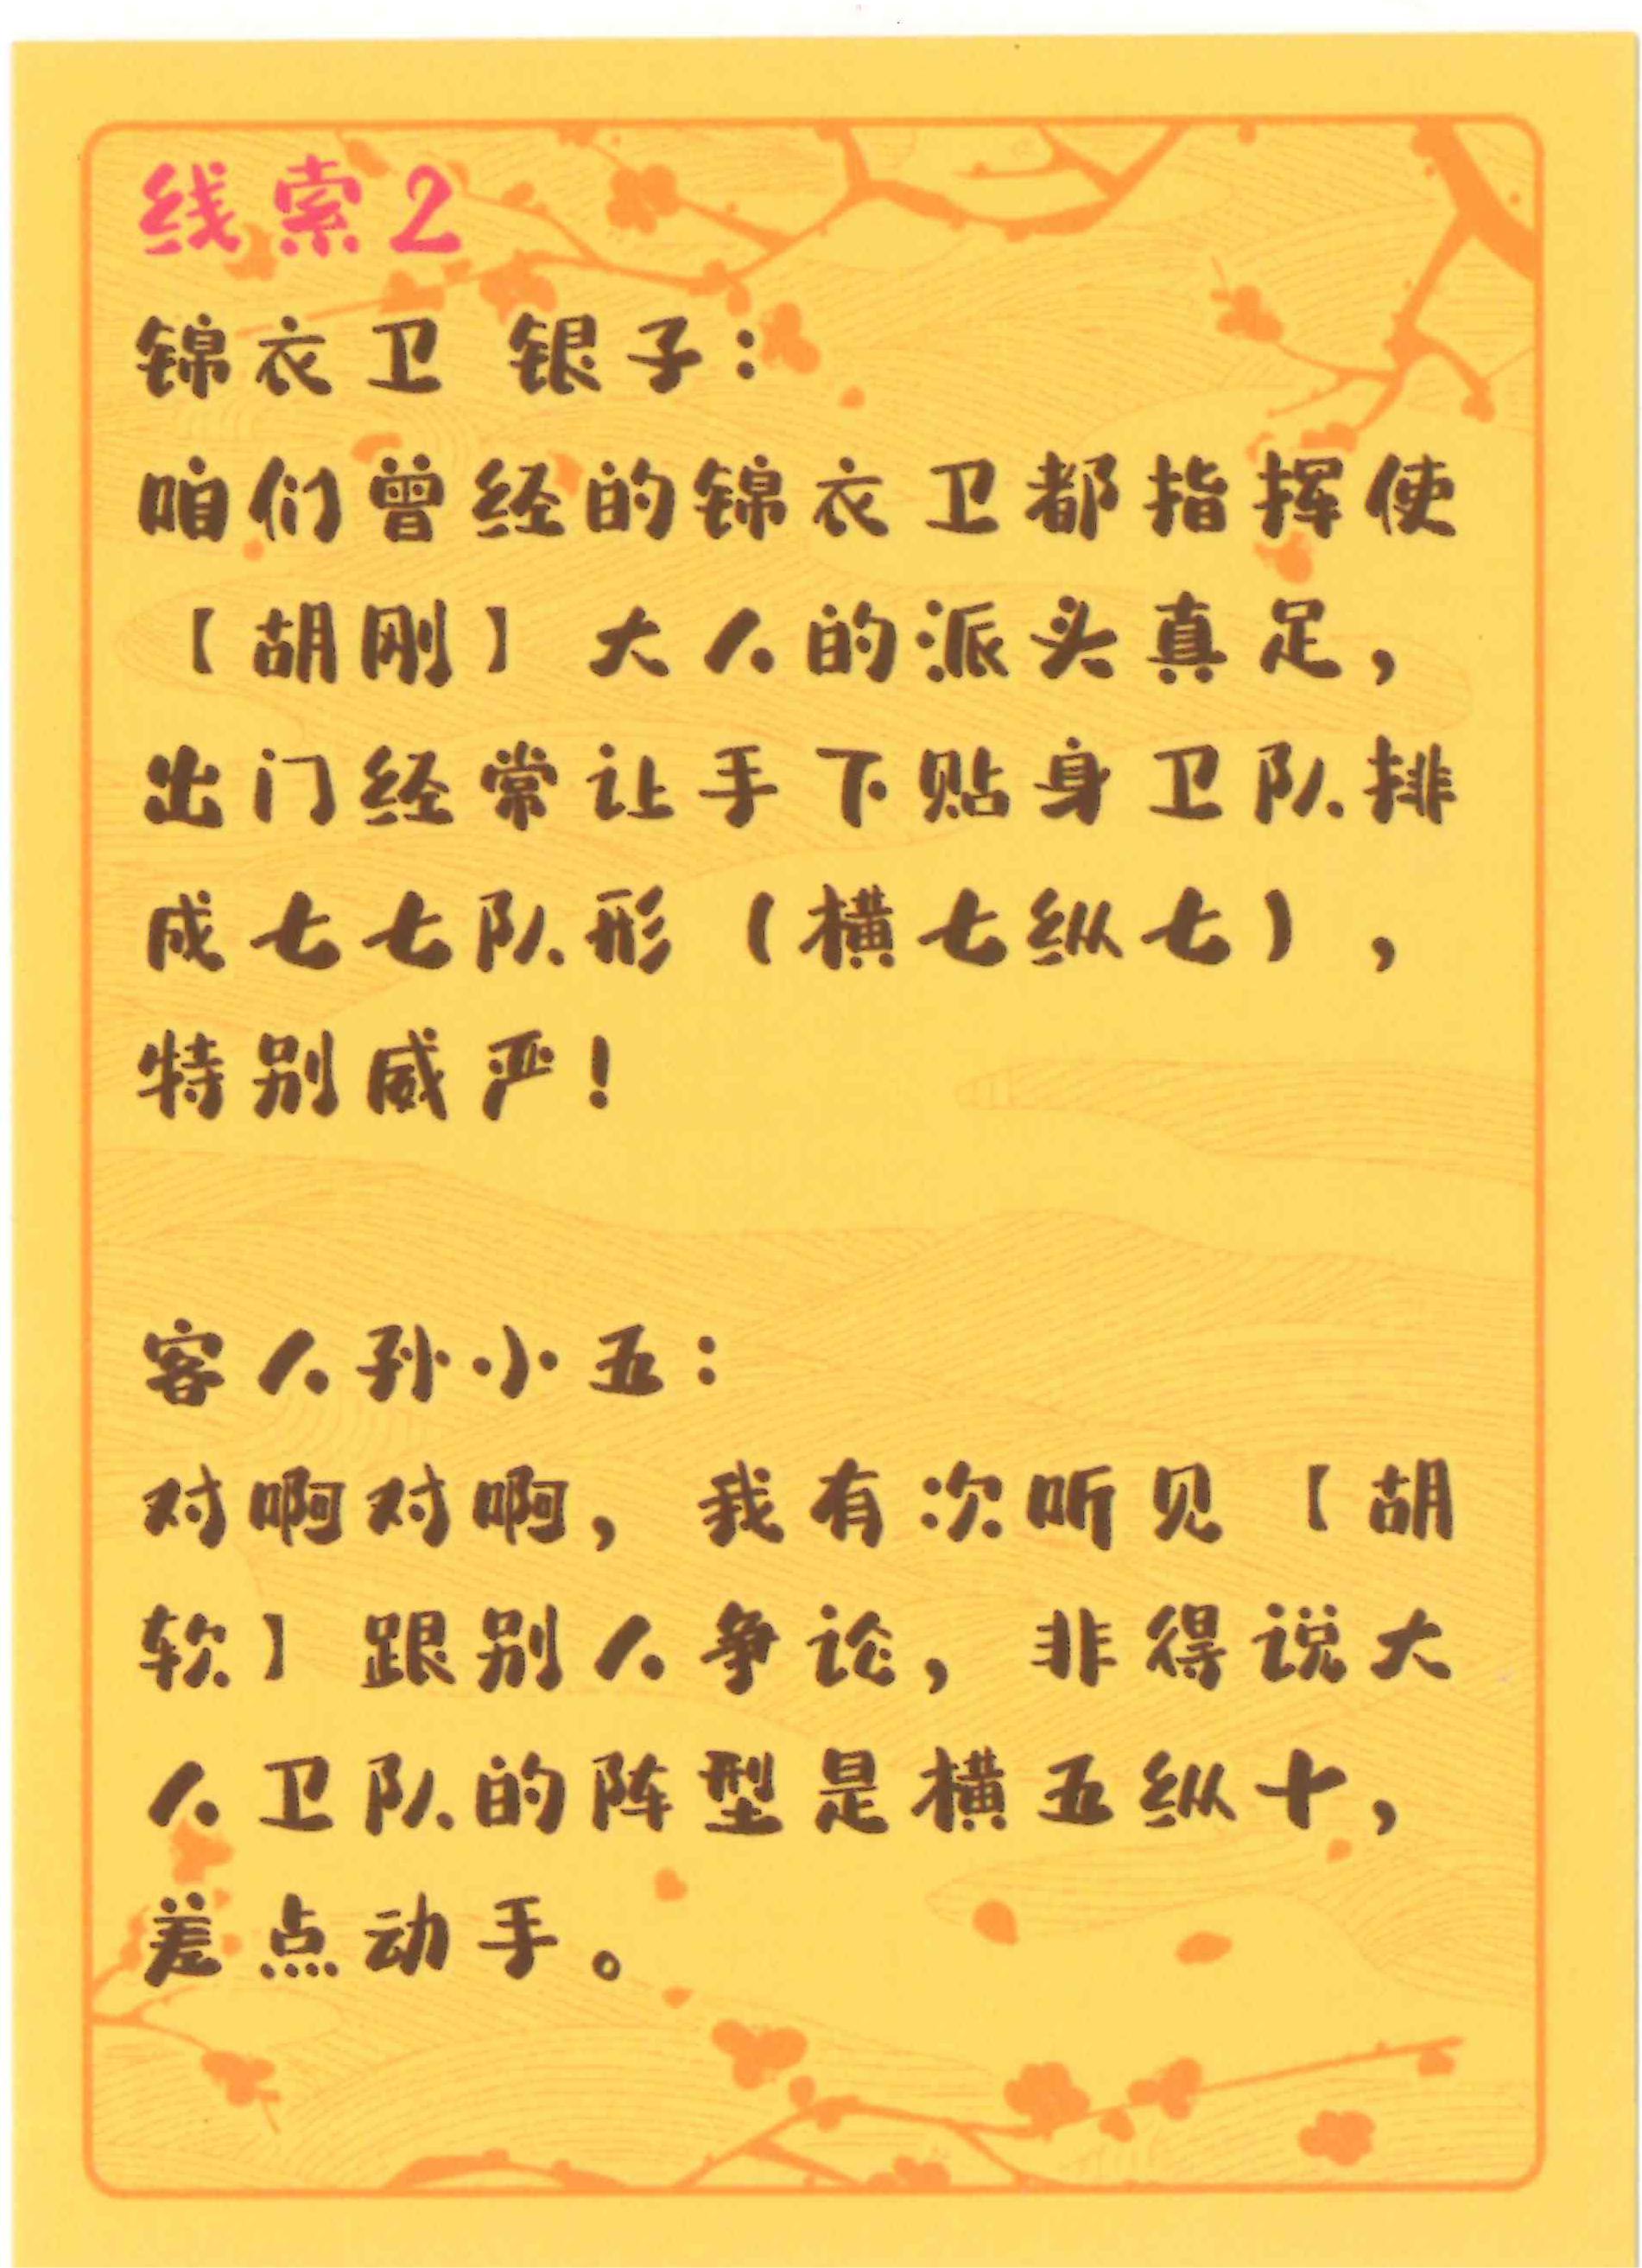 线索2
锦衣卫 银子：
咱们曾经的锦衣卫都指挥使
【胡刚】大人的派头真足，
出门经常让手下贴身卫队排
成七七队形（横七纵七），
特别威严！
客人孙小五：
对啊对啊，我有次听见【胡
软】跟别人争论，非得说大
人卫队的阵型是横五纵十，
差点动手。